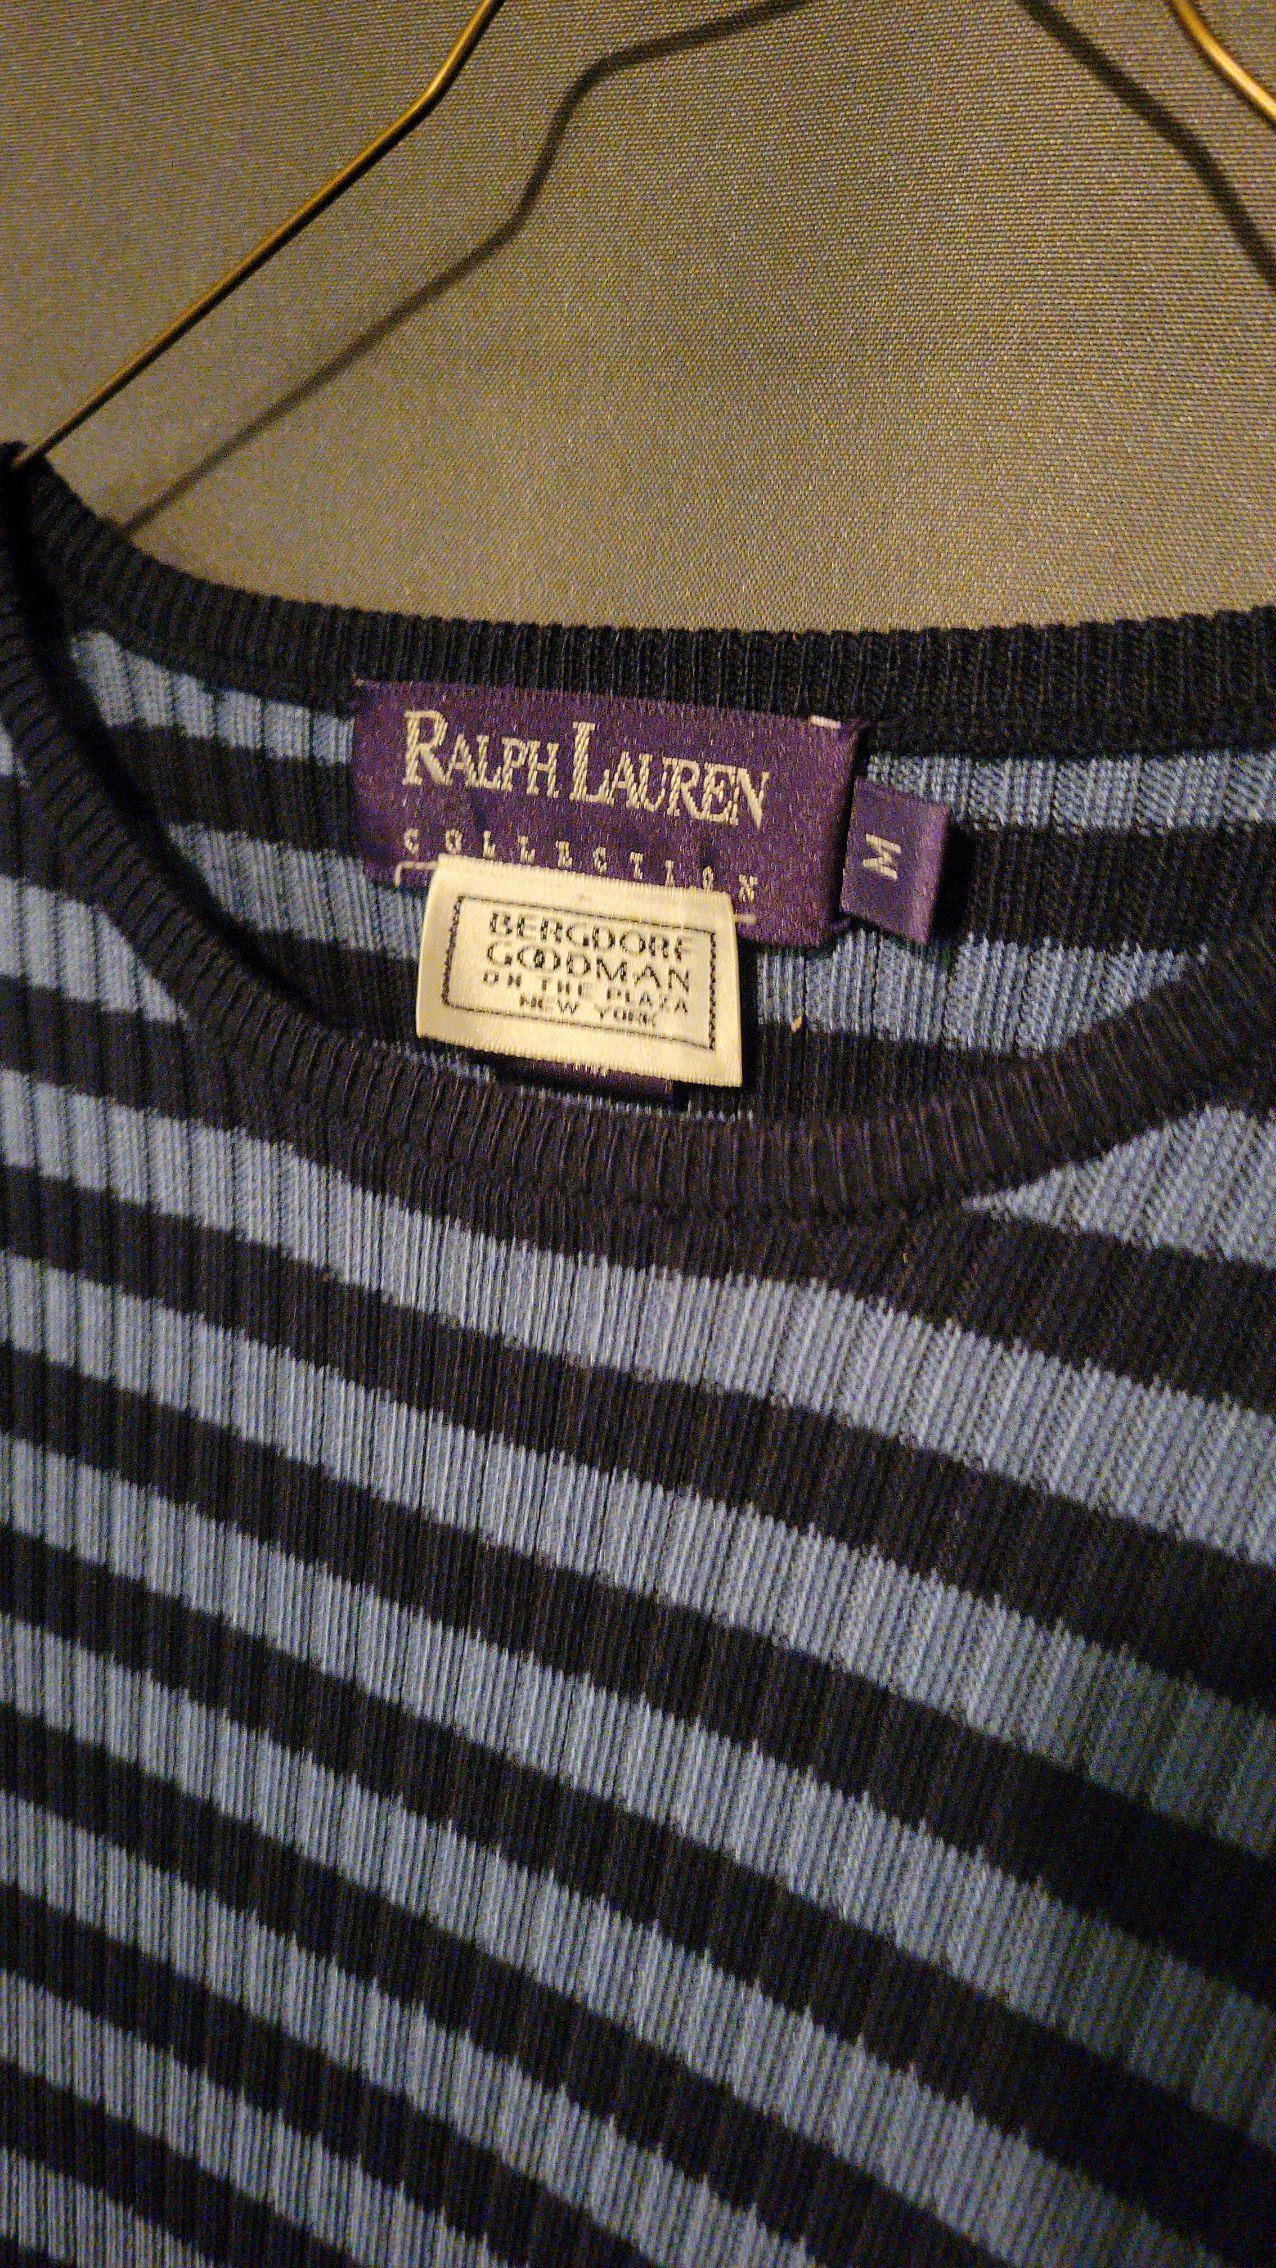 RALPH LAUREN
COLLECTION
M
BERGDORF
GOODMAN
ON THE PLAZA
NEW YORK